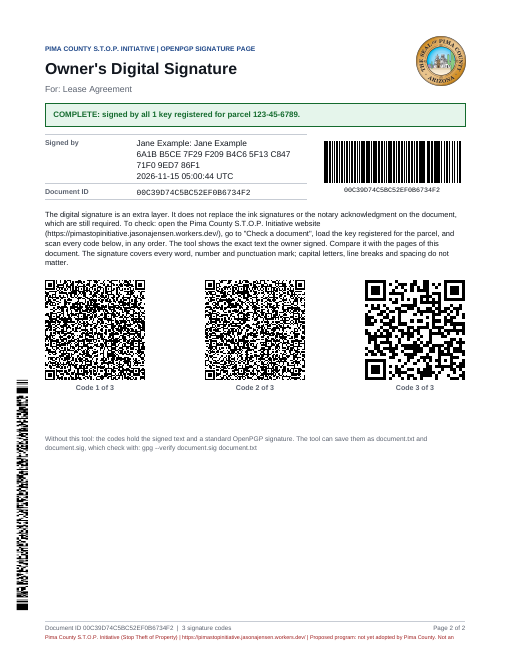 PIMA COUNTY S.T.O.P. INITIATIVE | OPENPGP SIGNATURE PAGE
Owner's Digital Signature
For: Lease Agreement
THE SEAL OF PIMA COUNTY
ARIZONA
COMPLETE: signed by all 1 key registered for parcel 123-45-6789.
Signed by
Jane Example: Jane Example
6A1B B5CE 7F29 F209 B4C6 5F13 C847
71F0 9ED7 86F1
2026-11-15 05:00:44 UTC
Document ID
00C39D74C5BC52EF0B6734F2
00C39D74C5BC52EF0B6734F2
The digital signature is an extra layer. It does not replace the ink signatures or the notary acknowledgment on the document,
which are still required. To check: open the Pima County S.T.O.P. Initiative website
(https://pimastopinitiative.jasonajensen.workers.dev/), go to "Check a document", load the key registered for the parcel, and
scan every code below, in any order. The tool shows the exact text the owner signed. Compare it with the pages of this
document. The signature covers every word, number and punctuation mark; capital letters, line breaks and spacing do not
matter.
Code 1 of 3
Code 2 of 3
Code 3 of 3
Without this tool: the codes hold the signed text and a standard OpenPGP signature. The tool can save them as document.txt and
document.sig, which check with: gpg --verify document.sig document.txt
Document ID 00C39D74C5BC52EF0B6734F2 | 3 signature codes
Page 2 of 2
Pima County S.T.O.P. Initiative (Stop Theft of Property) | https://pimastopinitiative.jasonajensen.workers.dev/ | Proposed program: not yet adopted by Pima County. Not an